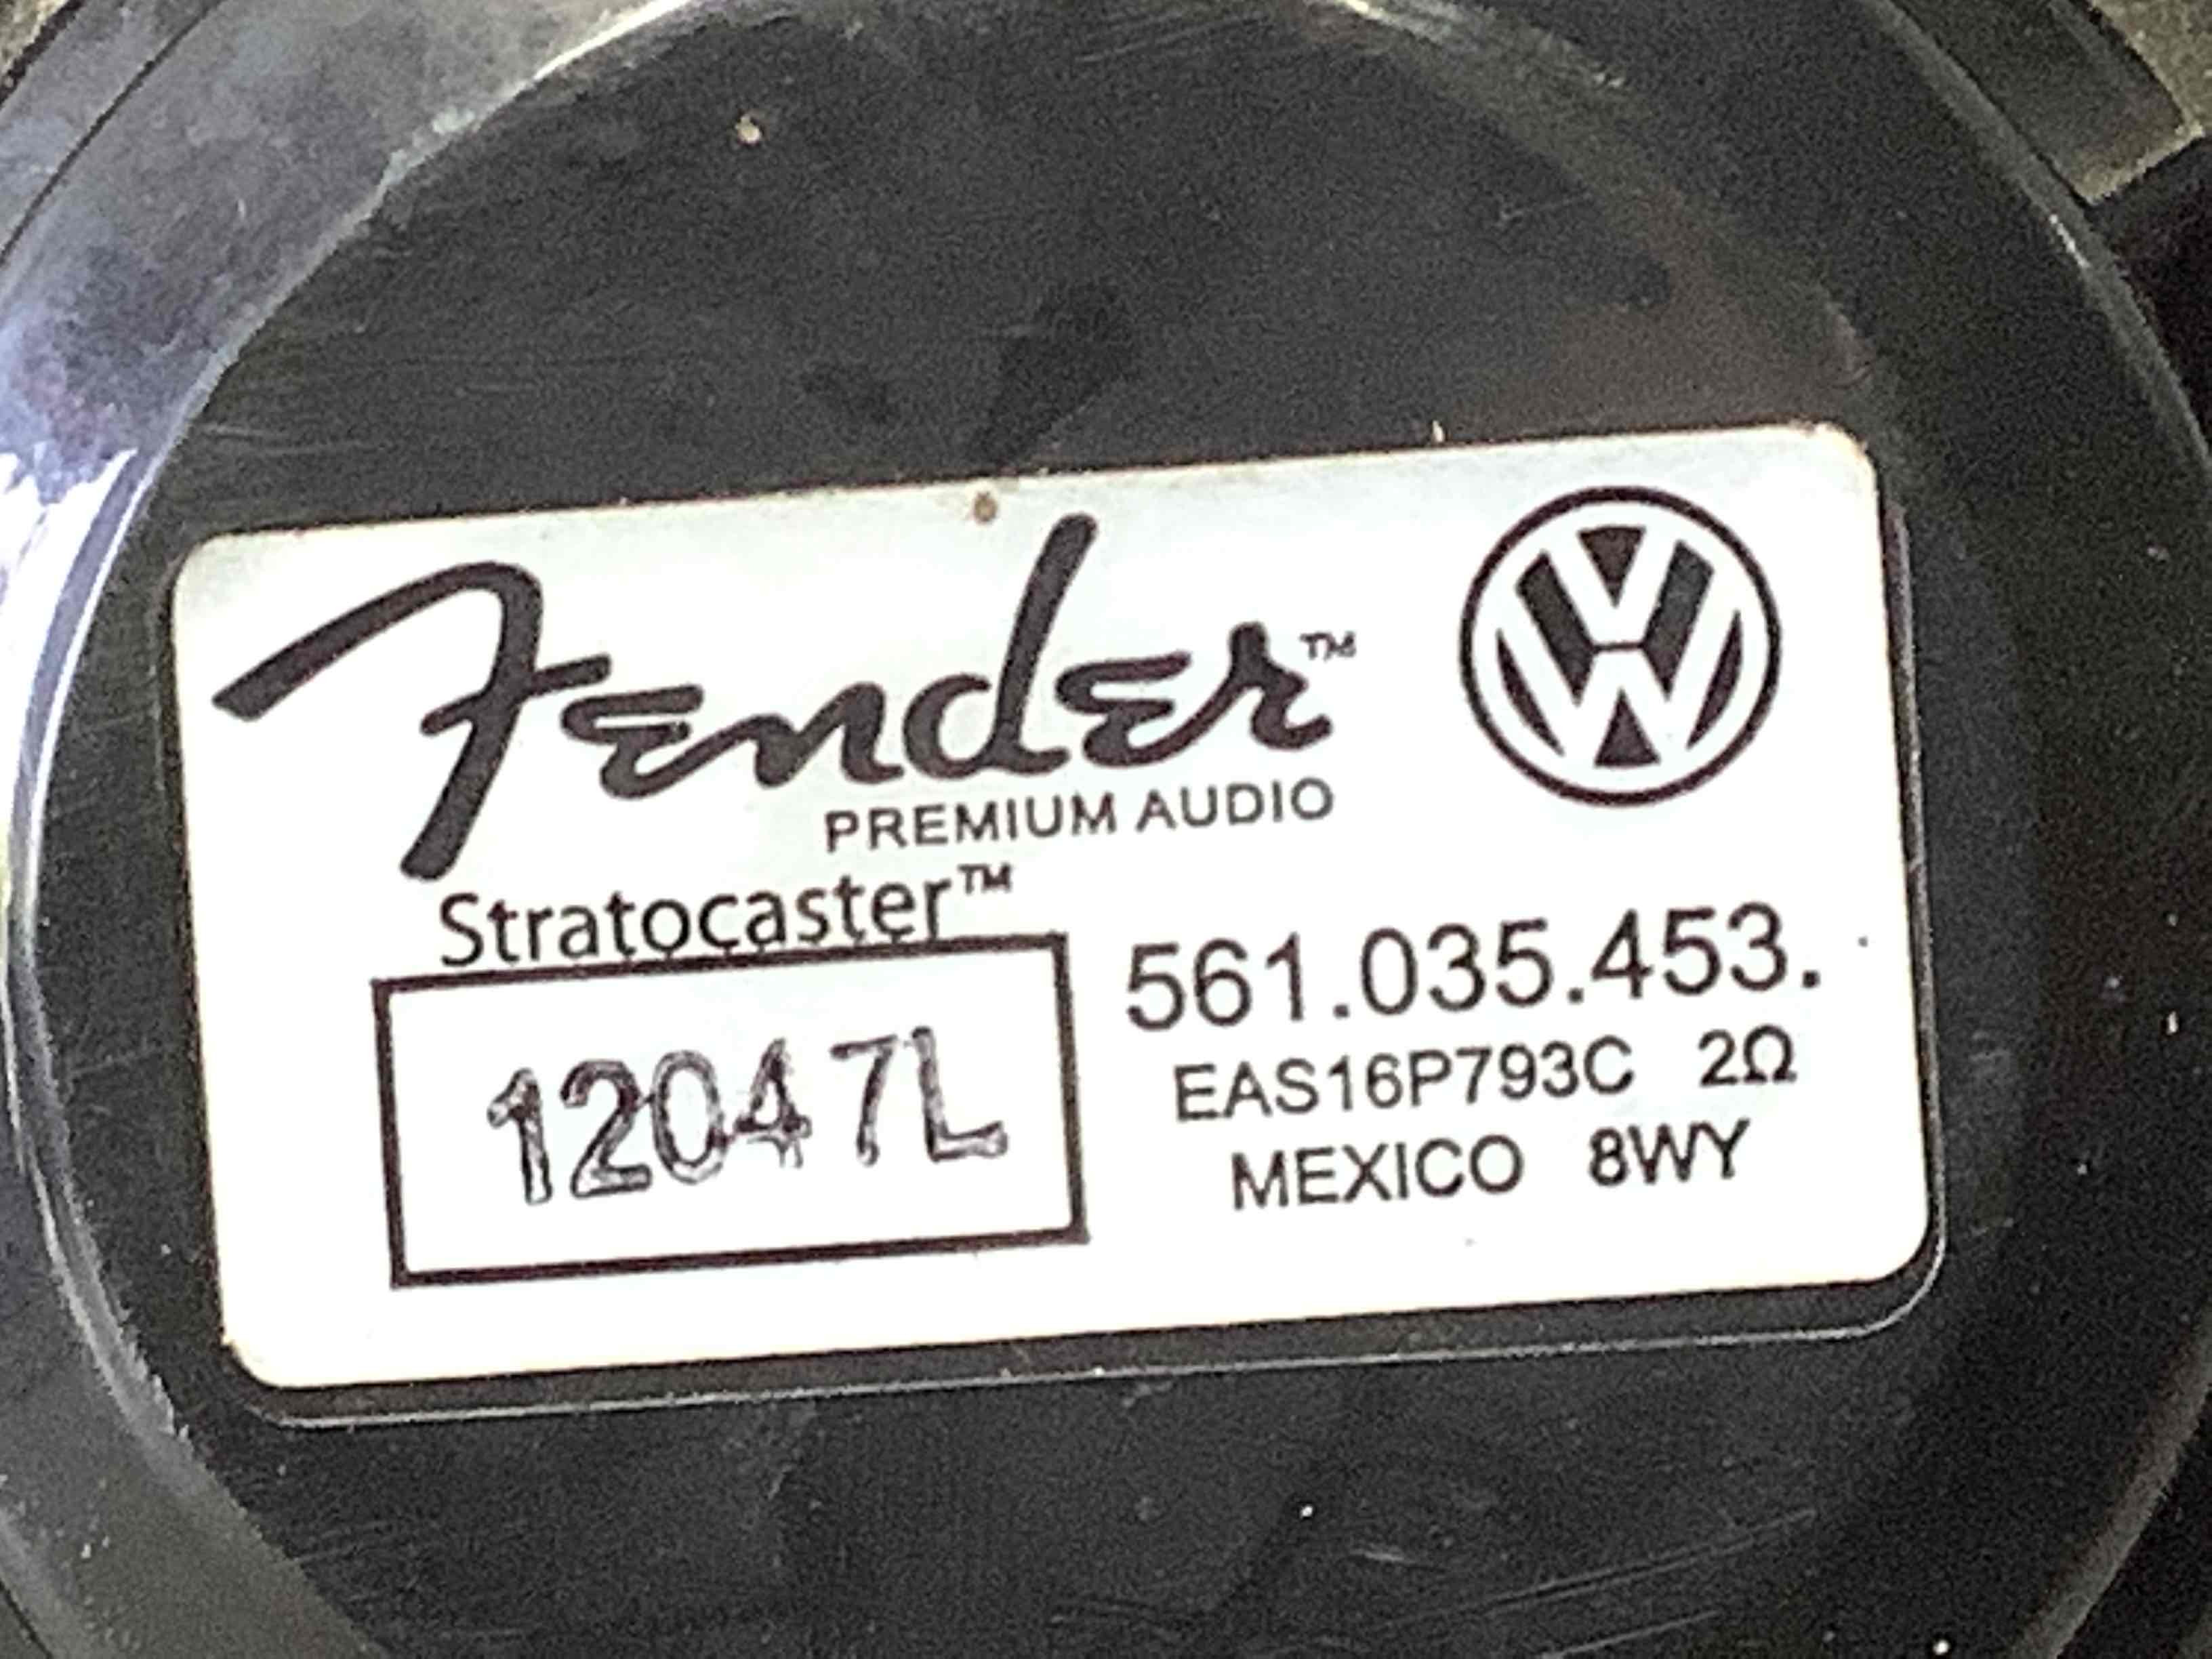 Fender™
PREMIUM AUDIO
Stratocaster™
561.035.453.
12047L
EAS16P793C 2Ω
MEXICO 8WY